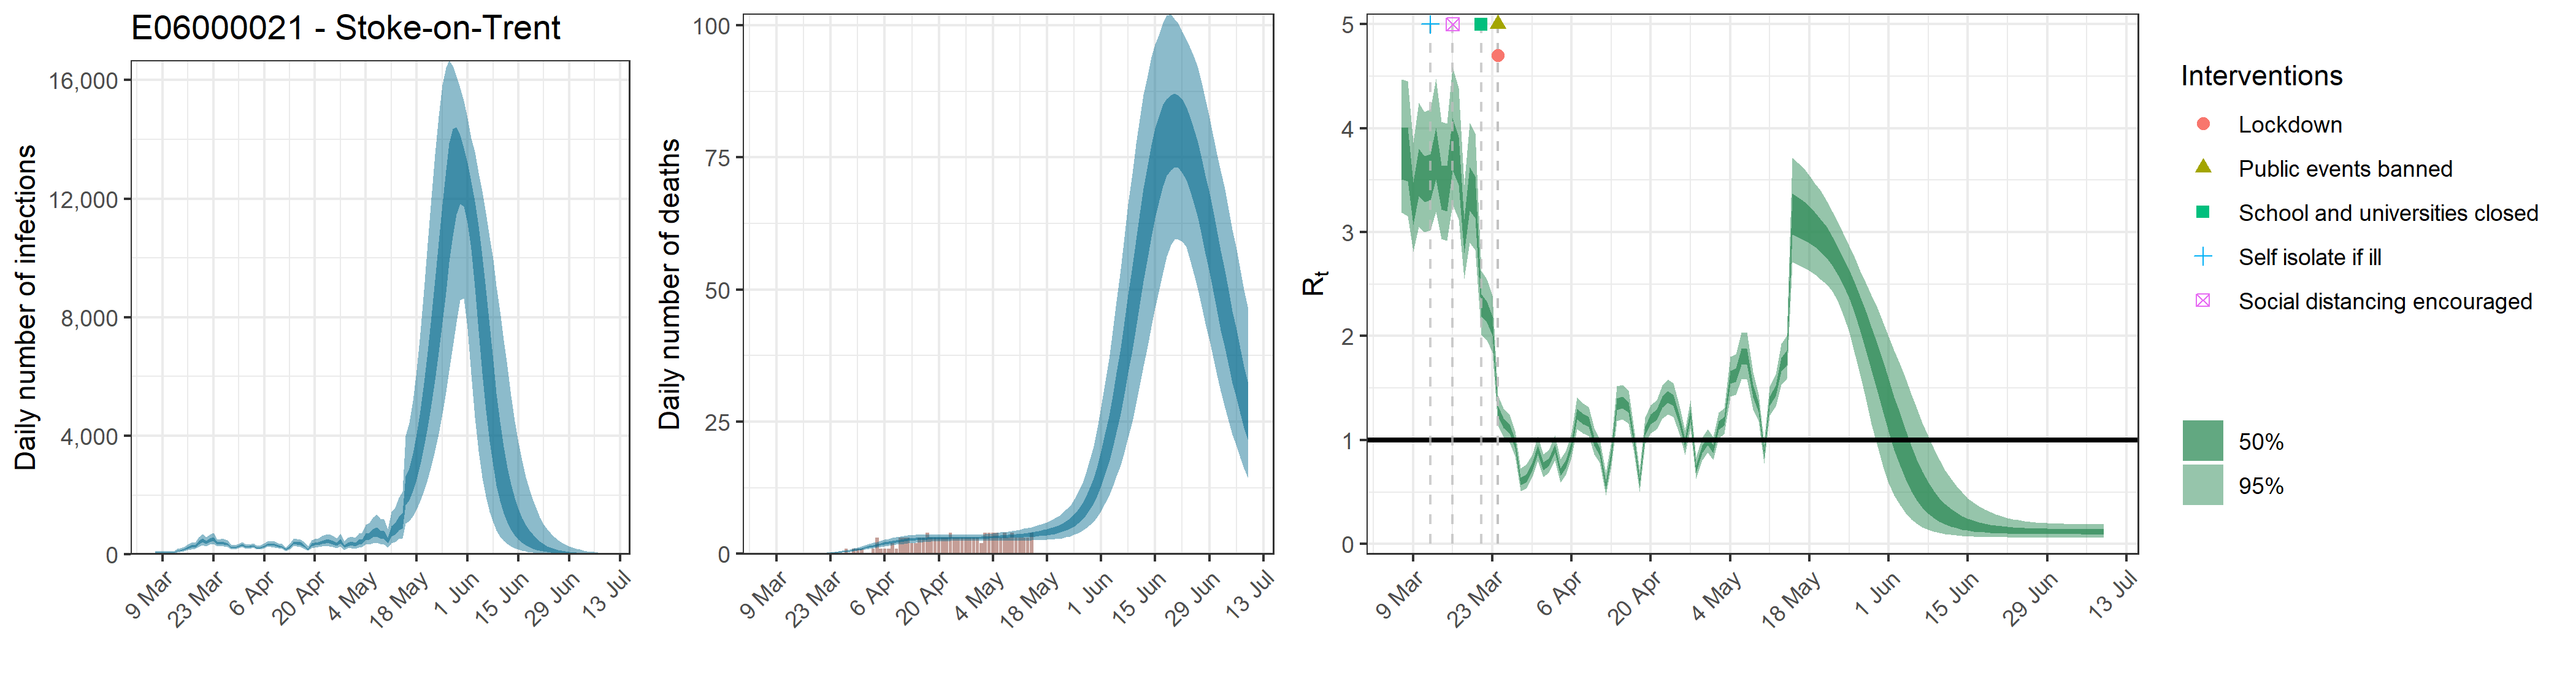 E06000021 - Stoke-on-Trent
Daily number of infections
16,000
12,000
8,000
4,000
0
9 Mar
23 Mar
6 Apr
20 Apr
4 May
18 May
1 Jun
15 Jun
29 Jun
13 Jul
Daily number of deaths
100
75
50
25
0
9 Mar
23 Mar
6 Apr
20 Apr
4 May
18 May
1 Jun
15 Jun
29 Jun
13 Jul
Rt
5
4
3
2
1
0
9 Mar
23 Mar
6 Apr
20 Apr
4 May
18 May
1 Jun
15 Jun
29 Jun
13 Jul
Interventions
Lockdown
Public events banned
School and universities closed
Self isolate if ill
Social distancing encouraged
50%
95%